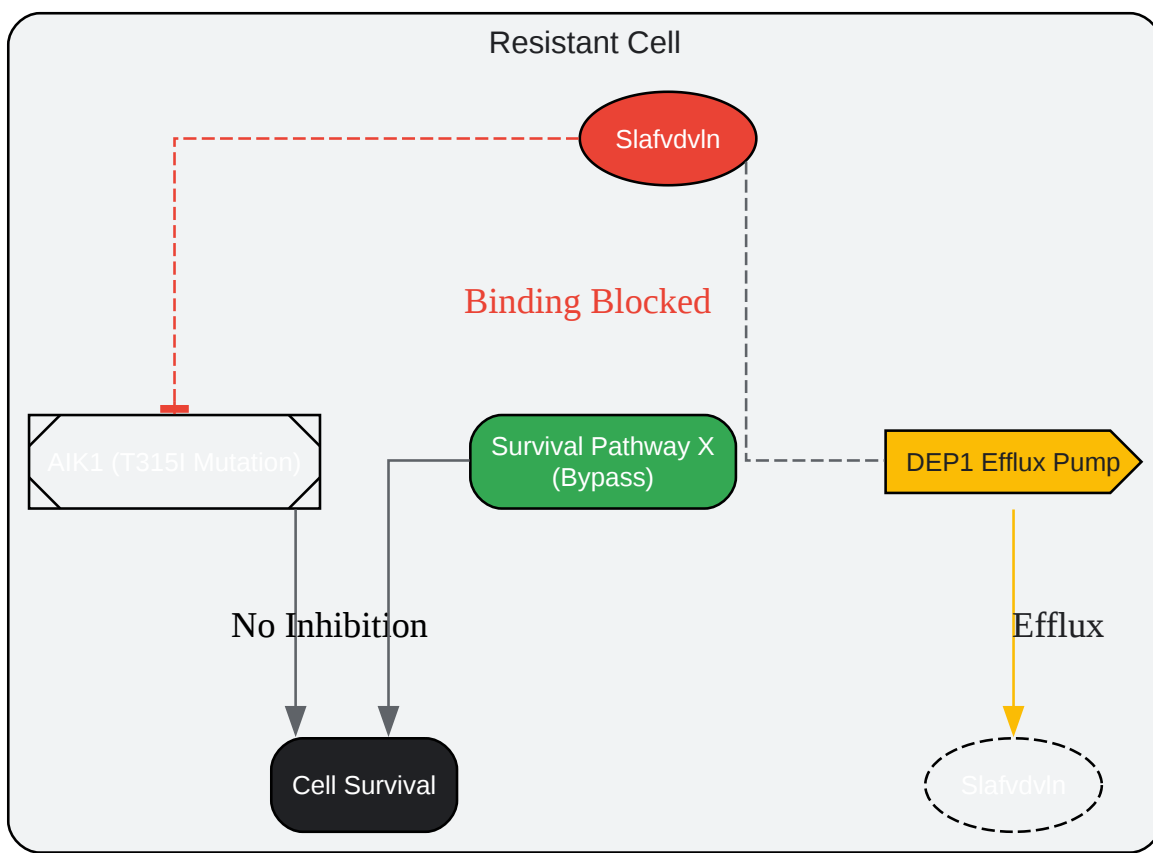 Resistant Cell
Slafvdvln
Binding Blocked
AIK1 (T315I Mutation)
Survival Pathway X
(Bypass)
DEP1 Efflux Pump
No Inhibition
Efflux
Cell Survival
Slafvdvln